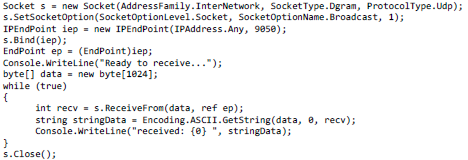 Socket s = new Socket(AddressFamily.InterNetwork, SocketType.Dgram, ProtocolType.Udp);
s.SetSocketOption(SocketOptionLevel.Socket, SocketOptionName.Broadcast, 1);
IPEndPoint iep = new IPEndPoint(IPAddress.Any, 9050);
s.Bind(iep);
EndPoint ep = (EndPoint)iep;
Console.WriteLine("Ready to receive...");
byte[] data = new byte[1024];
while (true)
{
int recv = s.ReceiveFrom(data, ref ep);
string stringData = Encoding.ASCII.GetString(data, 0, recv);
Console.WriteLine("received: {0} ", stringData);
}
s.Close();